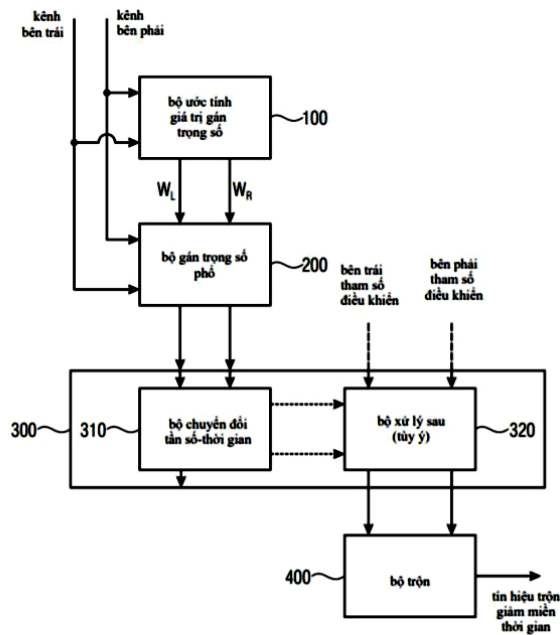 kênh
bên trái
kênh
bên phải
bộ ước tính
giá trị gán
trọng số
100
WL
WR
bộ gán trọng số
phổ
200
bên trái
tham số
điều khiển
bên phải
tham số
điều khiển
300
310
bộ chuyển đổi
tần số-thời gian
bộ xử lý sau
(tùy ý)
320
400
bộ trộn
tín hiệu trộn
giảm miền
thời gian